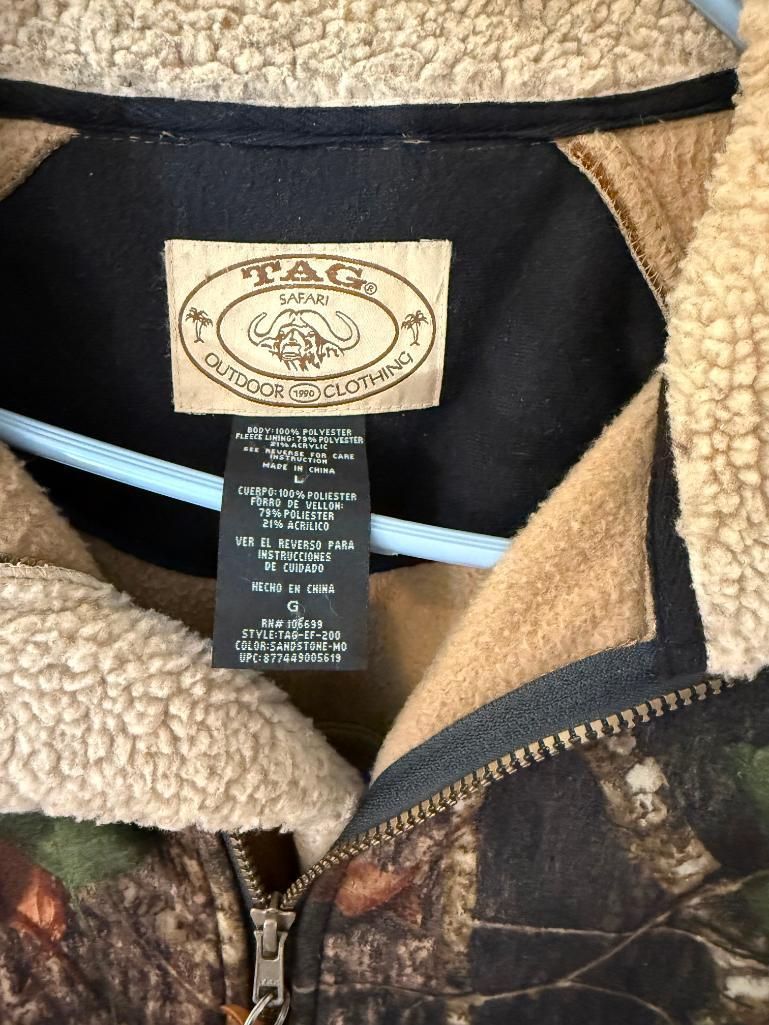 TAG®
SAFARI
OUTDOOR 1990 CLOTHING
BODY:100% POLYESTER
FLEECE LINING: 79% POLYESTER
21% ACRYLIC
SEE REVERSE FOR CARE
INSTRUCTION
MADE IN CHINA
L
CUERPO:100% POLIESTER
FORRO DE VELLON:
79% POLIESTER
21% ACRILICO
VER EL REVERSO PARA
INSTRUCCIONES
DE CUIDADO
HECHO EN CHINA
G
RN# 106699
STYLE:TAG-EF-200
COLOR:SANDSTONE-MO
UPC:877449005619